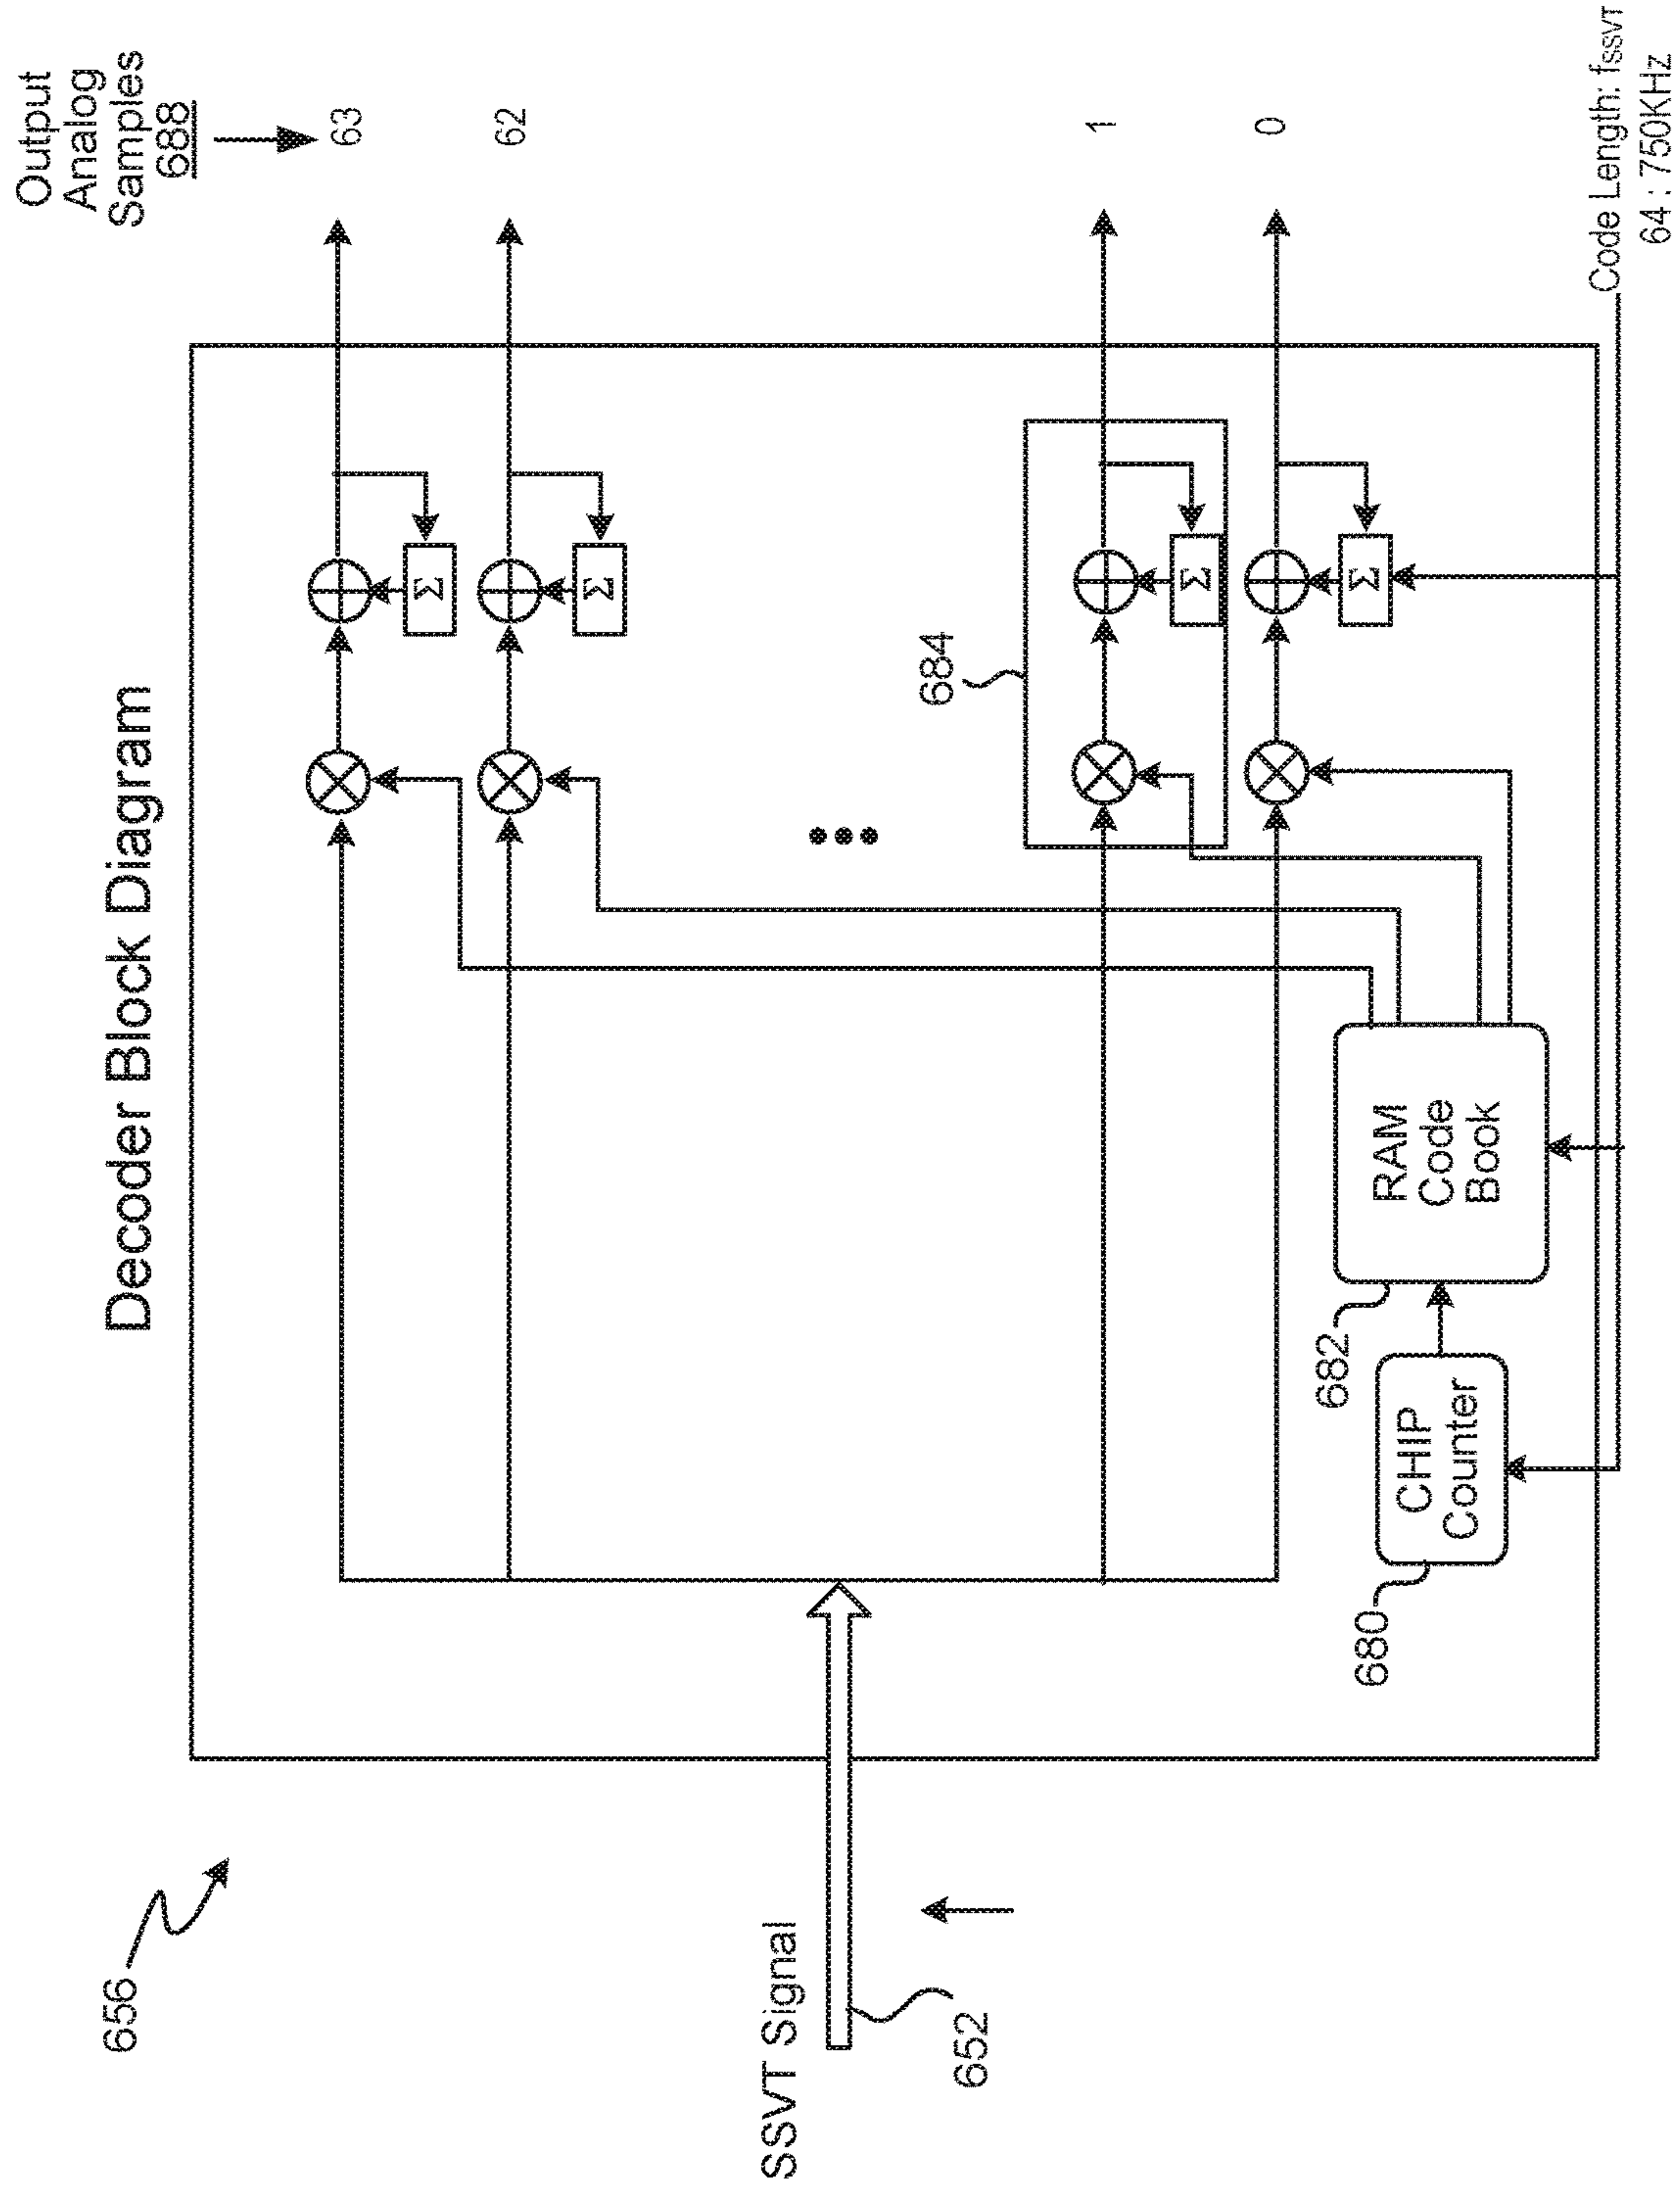 Decoder Block Diagram
656
Output
Analog
Samples
688
63
62
1
0
SSVT Signal
652
684
Σ
Σ
Σ
Σ
RAM
Code
Book
682
CHIP
Counter
680
Code Length: fSSVT
64 : 750KHz